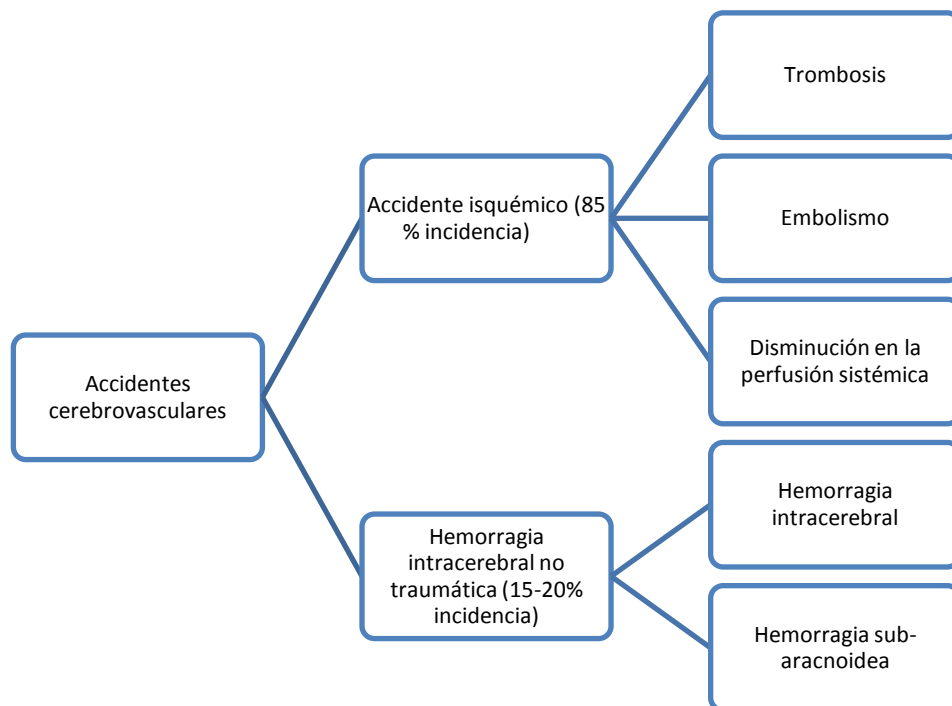 Accidentes
cerebrovasculares
Accidente isquémico (85
% incidencia)
Trombosis
Embolismo
Disminución en la
perfusión sistémica
Hemorragia
intracerebral no
traumática (15-20%
incidencia)
Hemorragia
intracerebral
Hemorragia sub-
aracnoidea